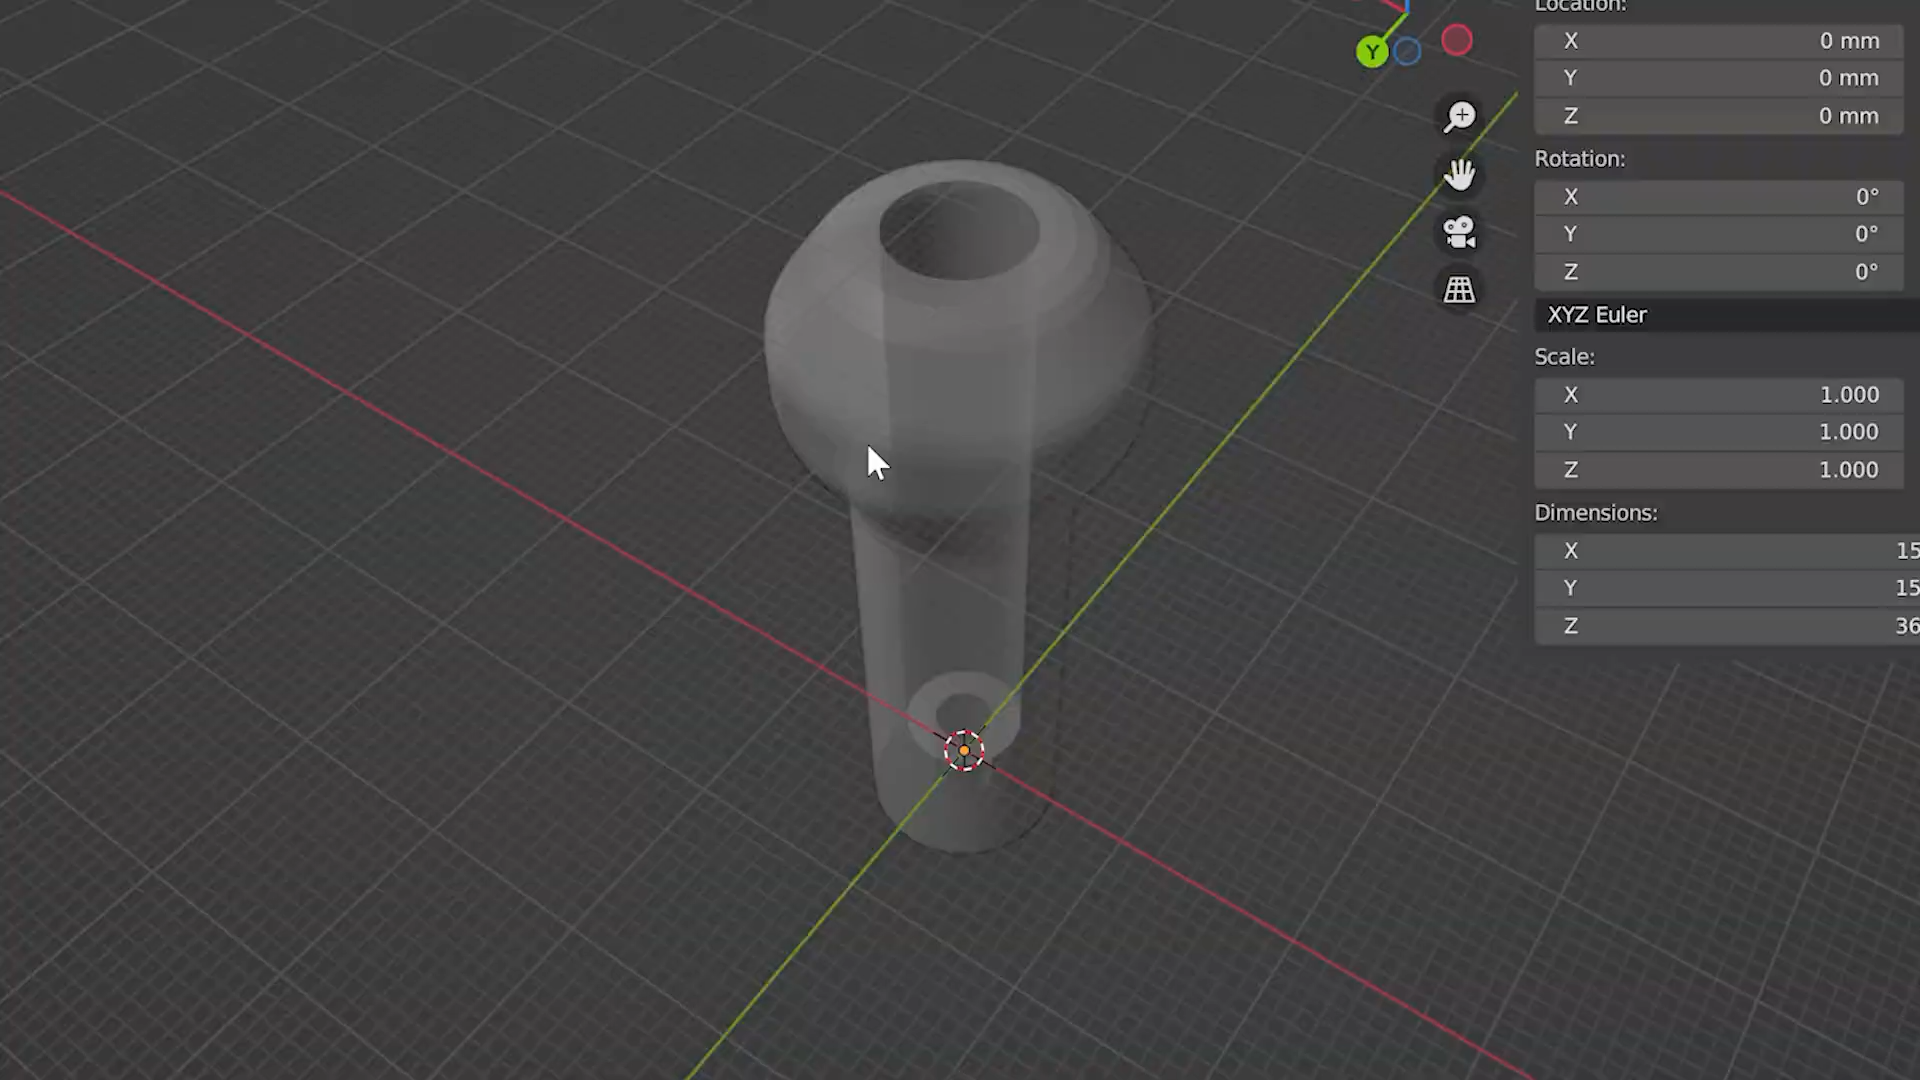 Location:
X 0 mm
Y 0 mm
Z 0 mm
Y
Rotation:
X 0°
Y 0°
Z 0°
XYZ Euler
Scale:
X 1.000
Y 1.000
Z 1.000
Dimensions:
X 15
Y 15
Z 36